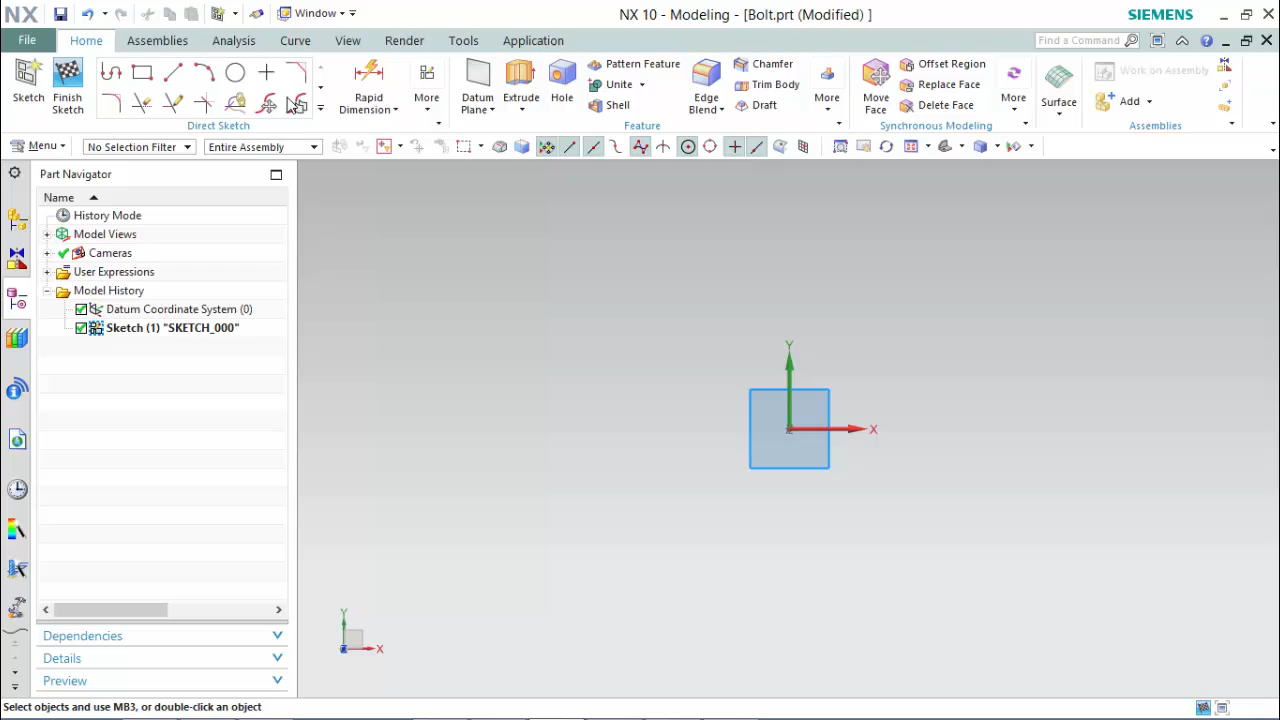 NX
Window
NX 10 - Modeling - [Bolt.prt (Modified) ]
SIEMENS
File
Home
Assemblies
Analysis
Curve
View
Render
Tools
Application
Find a Command
Sketch
Finish
Sketch
Direct Sketch
Rapid
Dimension
More
Datum
Plane
Extrude
Hole
Pattern Feature
Unite
Shell
Feature
Edge
Blend
Chamfer
Trim Body
Draft
More
Move
Face
Offset Region
Replace Face
Delete Face
Synchronous Modeling
More
Surface
Work on Assembly
Add
Assemblies
Menu
No Selection Filter
Entire Assembly
Part Navigator
Name
History Mode
Model Views
Cameras
User Expressions
Model History
Datum Coordinate System (0)
Sketch (1) "SKETCH_000"
Y
X
Y
X
Dependencies
Details
Preview
Select objects and use MB3, or double-click an object